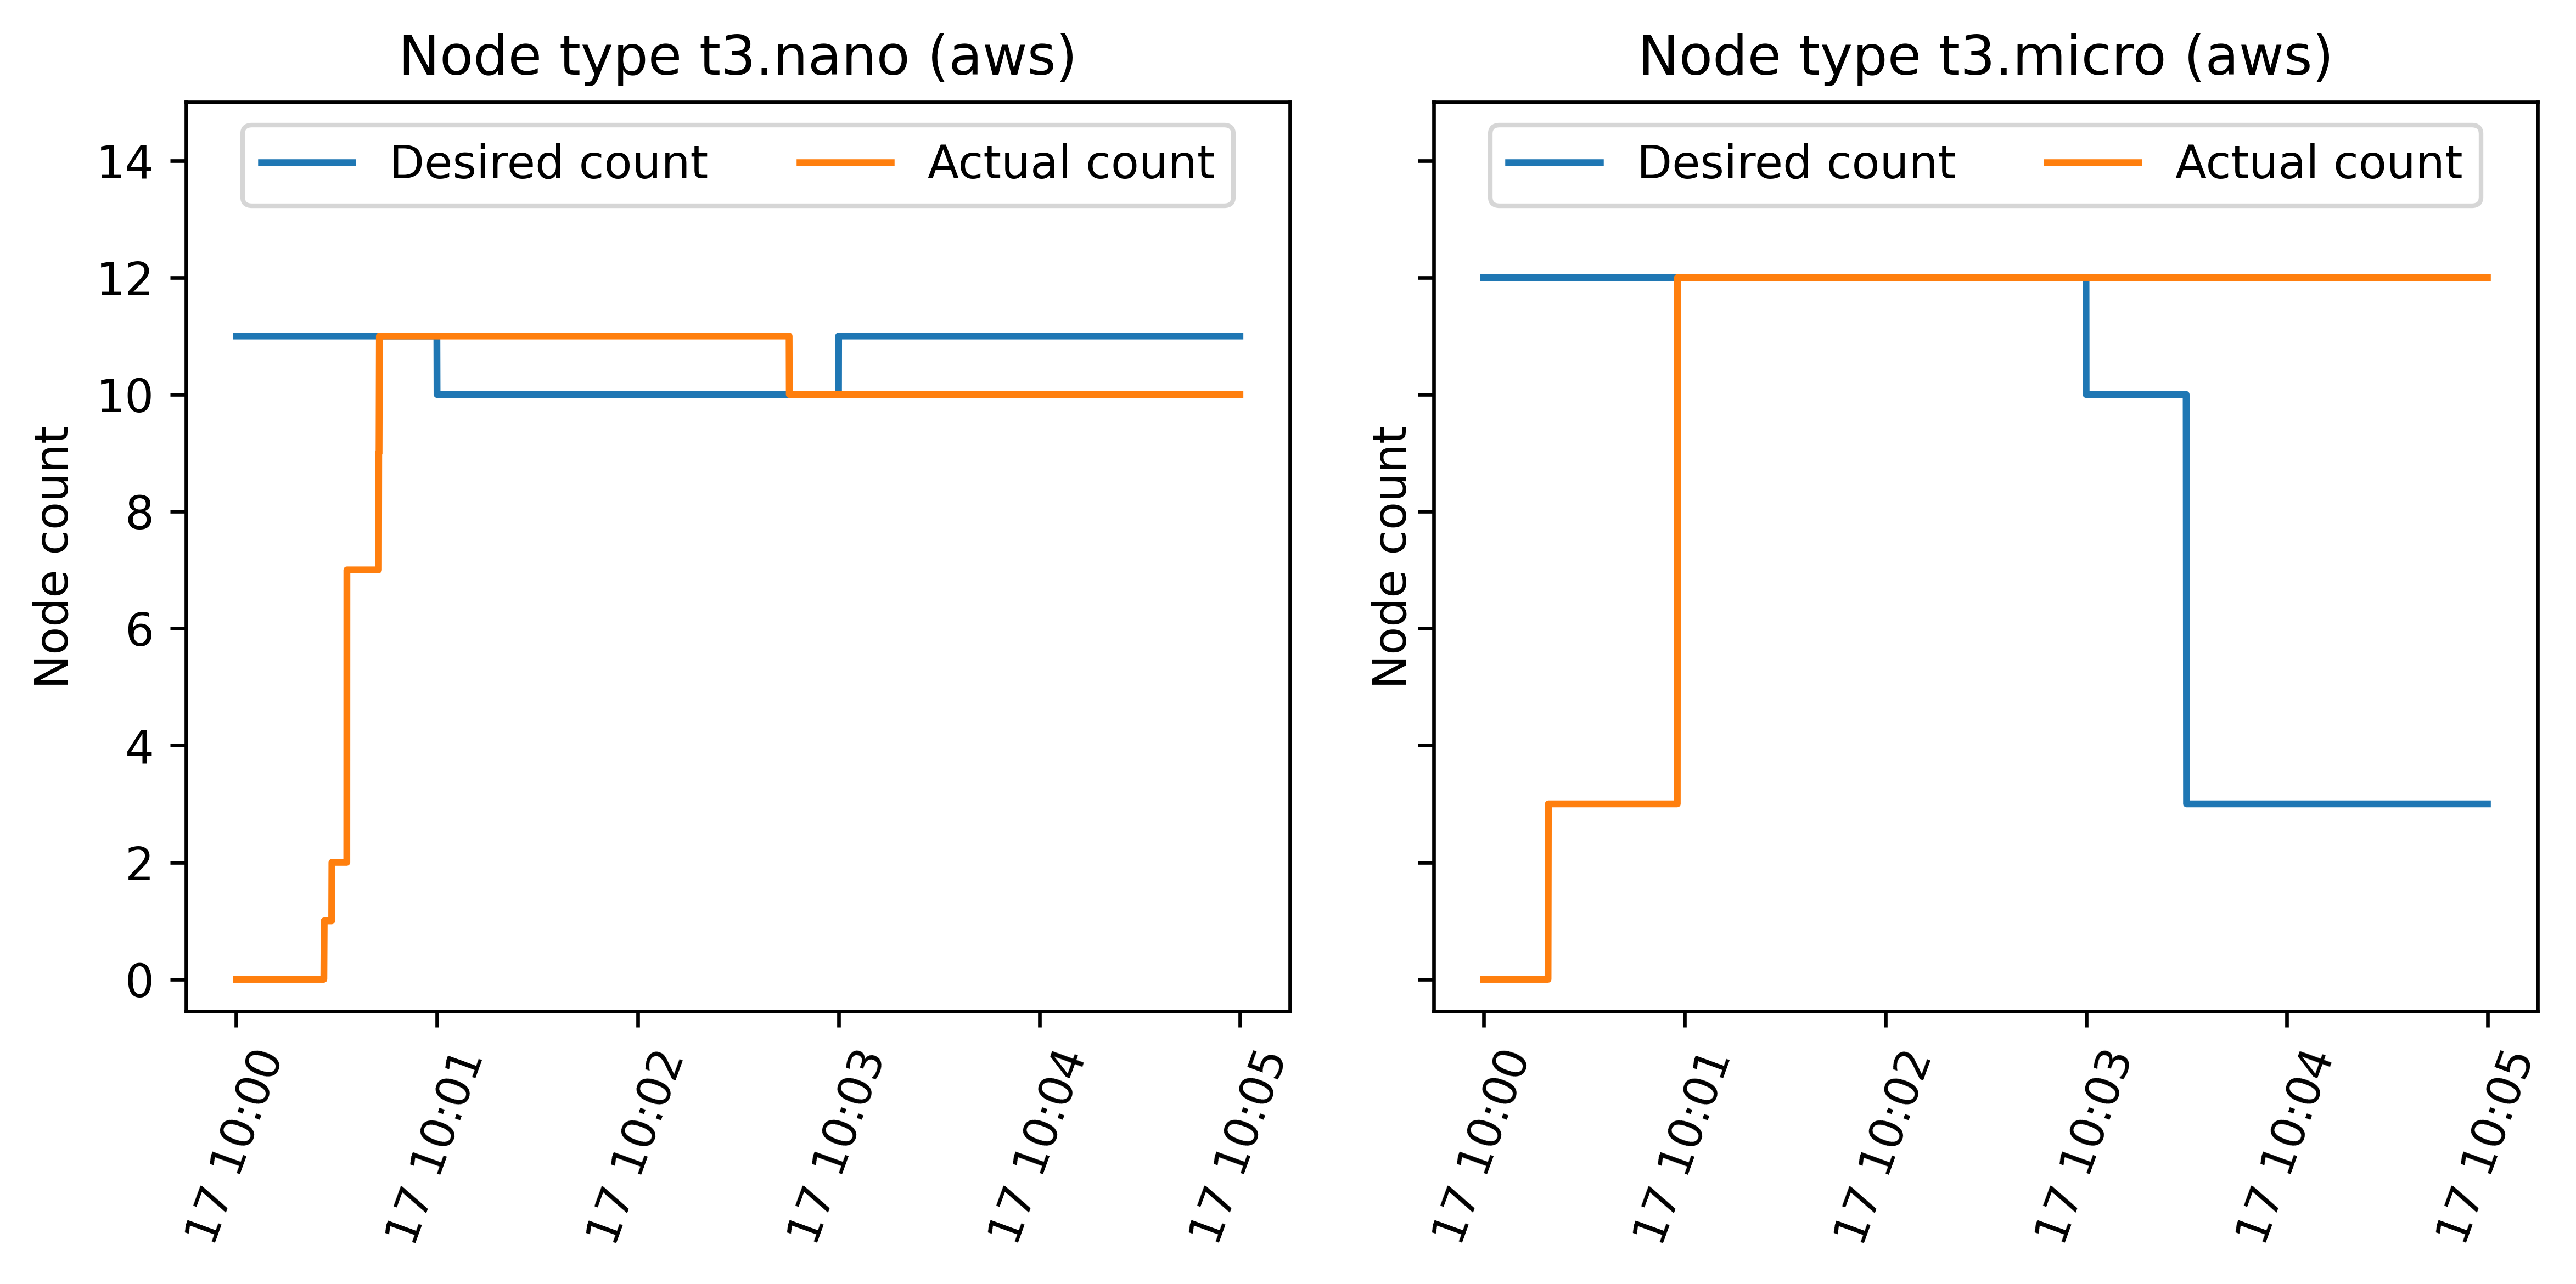 Node type t3.nano (aws)
Desired count
Actual count
Node count
14
12
10
8
6
4
2
0
17 10:00
17 10:01
17 10:02
17 10:03
17 10:04
17 10:05
Node type t3.micro (aws)
Desired count
Actual count
Node count
17 10:00
17 10:01
17 10:02
17 10:03
17 10:04
17 10:05